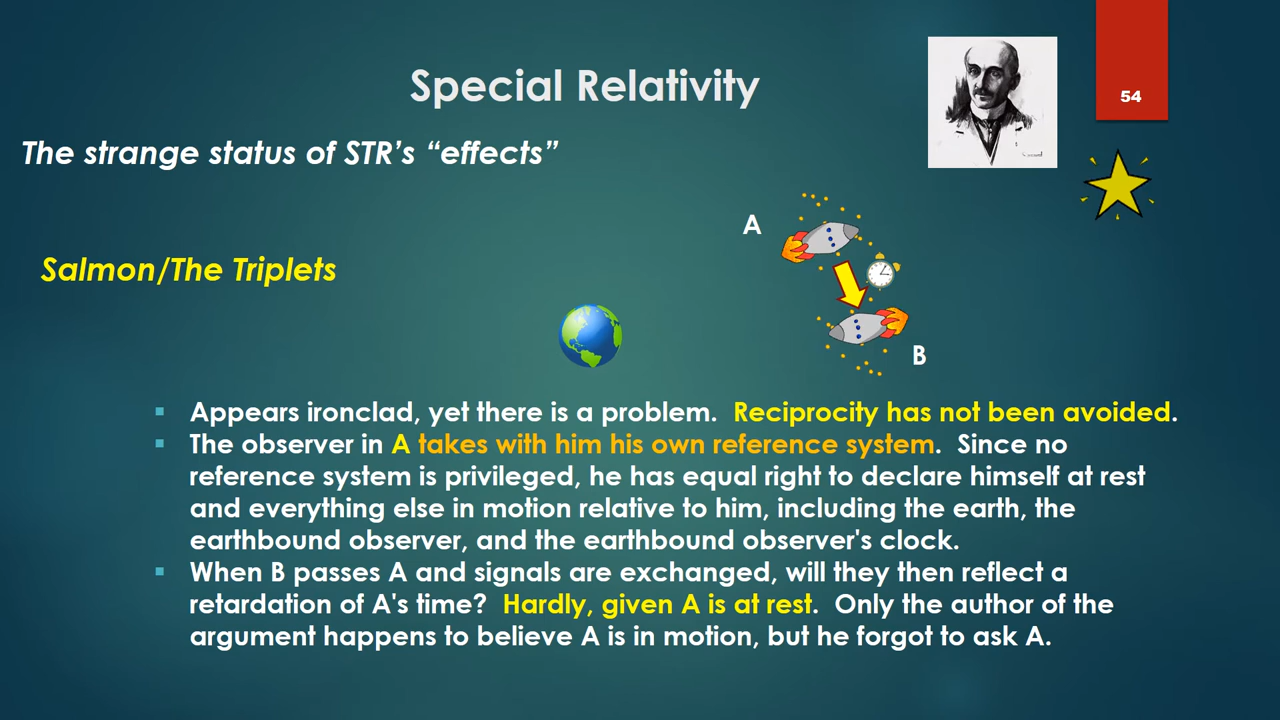 Special Relativity
54
The strange status of STR’s “effects”
A
Salmon/The Triplets
B
▪ Appears ironclad, yet there is a problem. Reciprocity has not been avoided.
▪ The observer in A takes with him his own reference system. Since no
reference system is privileged, he has equal right to declare himself at rest
and everything else in motion relative to him, including the earth, the
earthbound observer, and the earthbound observer's clock.
▪ When B passes A and signals are exchanged, will they then reflect a
retardation of A's time? Hardly, given A is at rest. Only the author of the
argument happens to believe A is in motion, but he forgot to ask A.